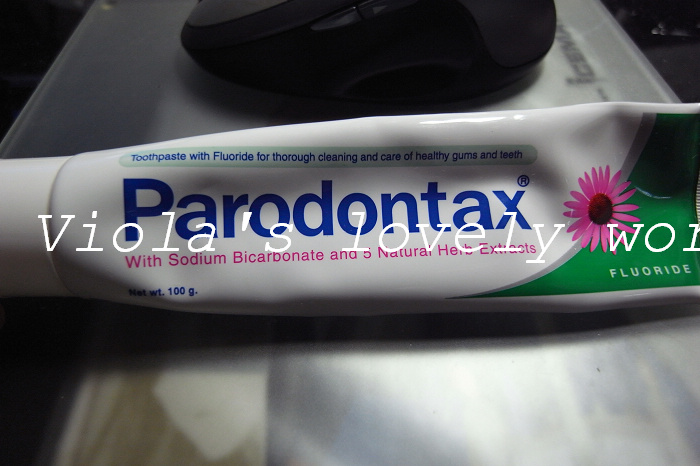 Toothpaste with Fluoride for thorough cleaning and care of healthy gums and teeth
Parodontax®
Viola's lovely wor
With Sodium Bicarbonate and 5 Natural Herb Extracts
FLUORIDE
Net wt. 100 g.